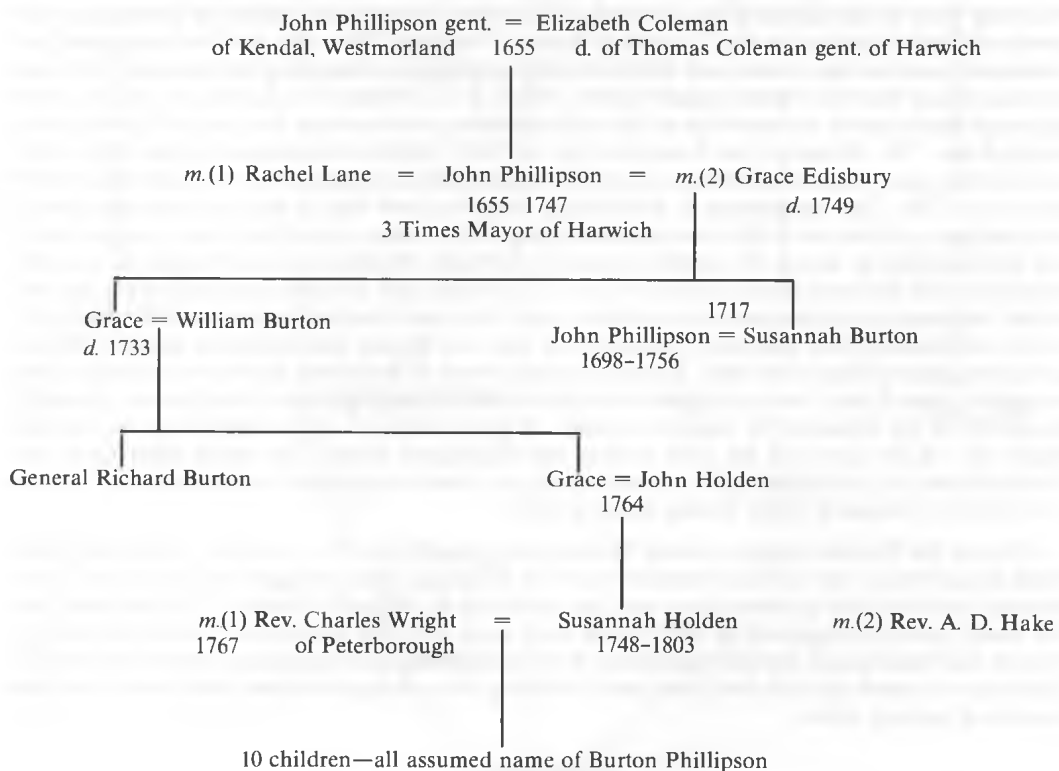 John Phillipson gent. = Elizabeth Coleman
of Kendal, Westmorland 1655 d. of Thomas Coleman gent. of Harwich
m.(1) Rachel Lane = John Phillipson = m.(2) Grace Edisbury
1655 1747 d. 1749
3 Times Mayor of Harwich
1717
Grace = William Burton John Phillipson = Susannah Burton
d. 1733 1698–1756
General Richard Burton Grace = John Holden
1764
m.(1) Rev. Charles Wright = Susannah Holden m.(2) Rev. A. D. Hake
1767 of Peterborough 1748–1803
10 children—all assumed name of Burton Phillipson